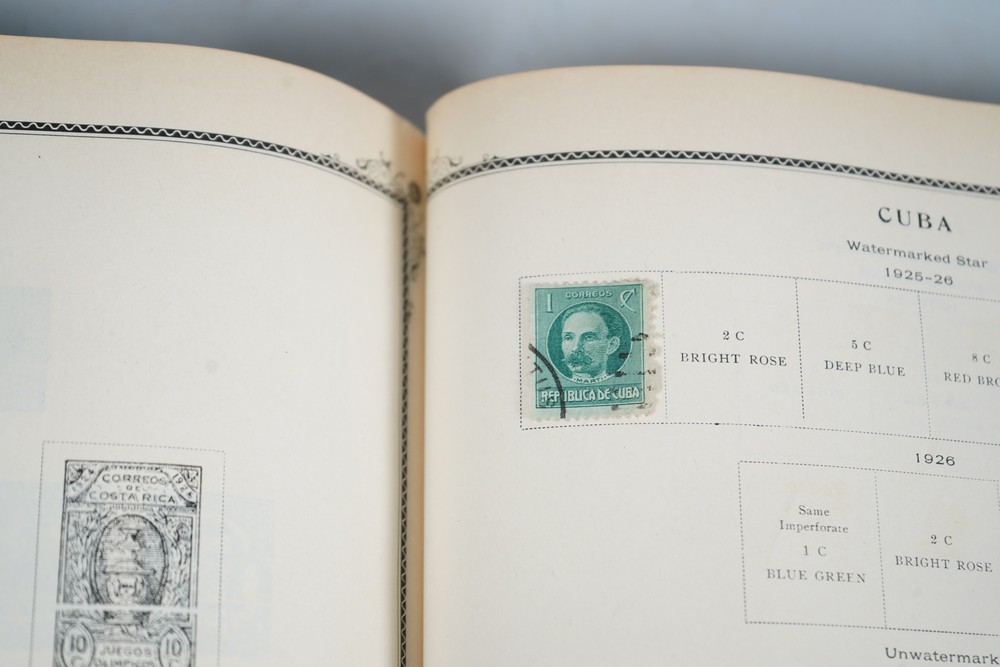 CORREOS
DE
COSTA RICA
10
C
10
C
JUEGOS
OLIMPICOS
CUBA
Watermarked Star
1925-26
1 CORREOS C
MARTI
REPUBLICA DE CUBA
2 C
BRIGHT ROSE
5 C
DEEP BLUE
8 C
RED BRO
1926
Same
Imperforate
1 C
BLUE GREEN
2 C
BRIGHT ROSE
Unwatermark